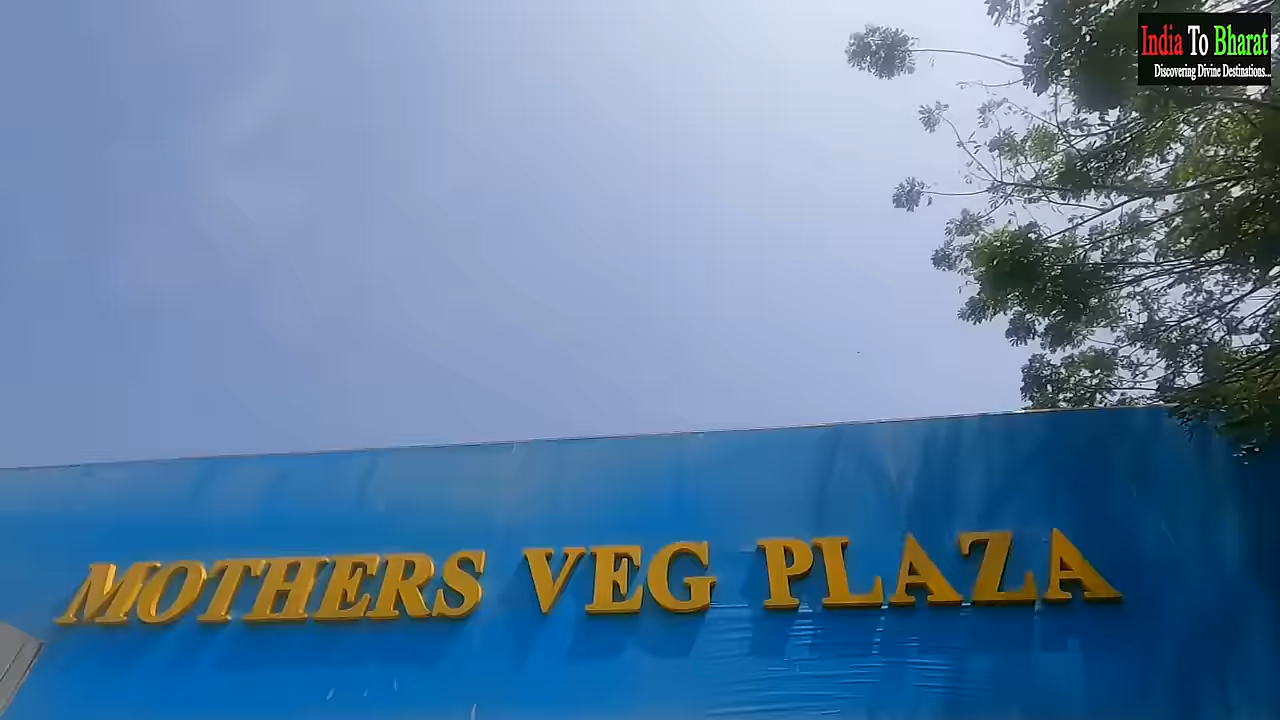 India To Bharat
Discovering Divine Destinations...
MOTHERS VEG PLAZA